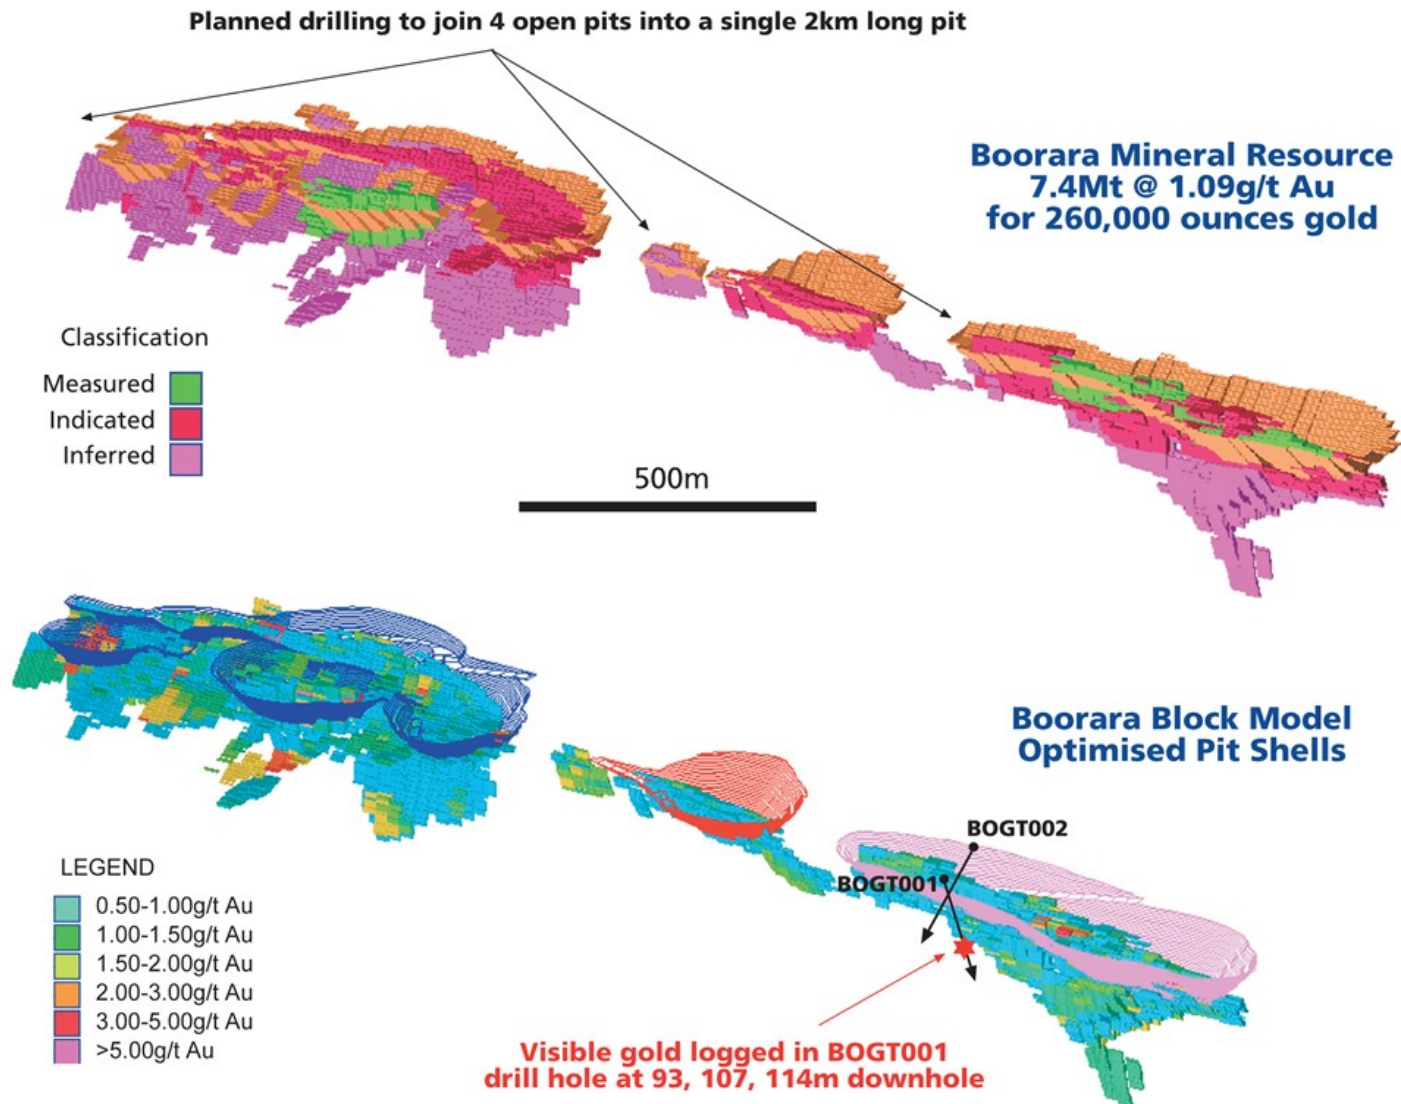 Planned drilling to join 4 open pits into a single 2km long pit
Boorara Mineral Resource
7.4Mt @ 1.09g/t Au
for 260,000 ounces gold
Classification
Measured
Indicated
Inferred
500m
Boorara Block Model
Optimised Pit Shells
BOGT002
BOGT001
LEGEND
0.50-1.00g/t Au
1.00-1.50g/t Au
1.50-2.00g/t Au
2.00-3.00g/t Au
3.00-5.00g/t Au
>5.00g/t Au
Visible gold logged in BOGT001
drill hole at 93, 107, 114m downhole